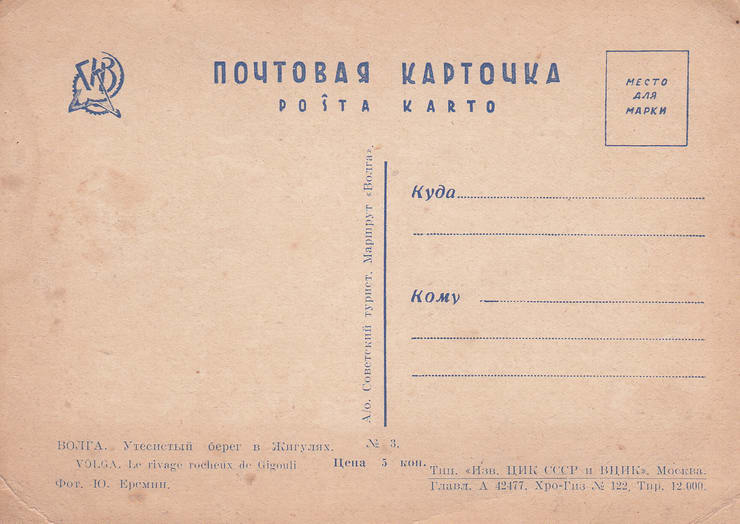 ГКВ
ПОЧТОВАЯ КАРТОЧКА
POŜTA KARTO
МЕСТО
ДЛЯ
МАРКИ
Куда
Кому
А/о. Советский турист. Маршрут «Волга».
ВОЛГА. Утесистый берег в Жигулях. № 3.
VOLGA. Le rivage rocheux de Gigouli Цена 5 коп.
Фот. Ю. Еремин.
Тип. «Изв. ЦИК СССР и ВЦИК», Москва.
Главл. А 42477, Хро-Гиз № 122, Тир. 12.000.